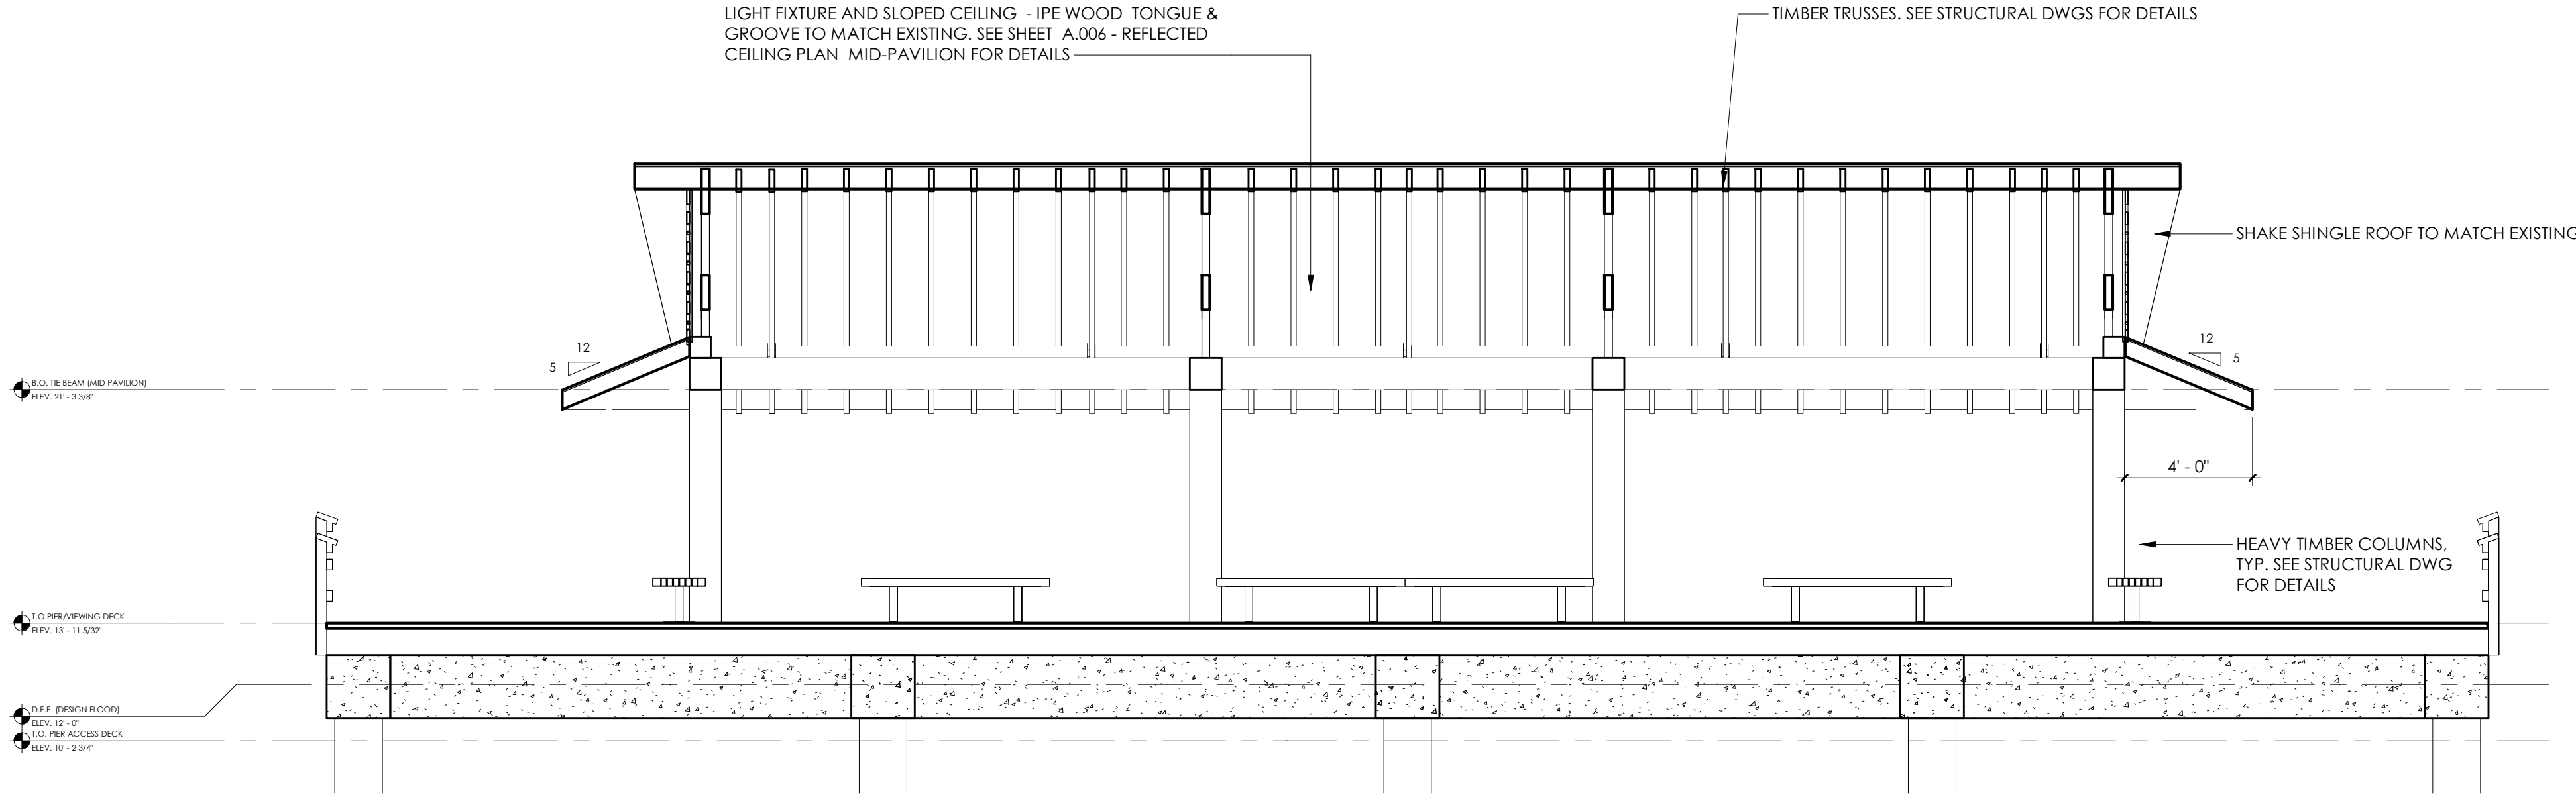 LIGHT FIXTURE AND SLOPED CEILING - IPE WOOD TONGUE &
GROOVE TO MATCH EXISTING. SEE SHEET A.006 - REFLECTED
CEILING PLAN MID-PAVILION FOR DETAILS
TIMBER TRUSSES. SEE STRUCTURAL DWGS FOR DETAILS
SHAKE SHINGLE ROOF TO MATCH EXISTING
12
5
12
5
B.O. TIE BEAM (MID PAVILION)
ELEV. 21' - 3 3/8"
4' - 0"
HEAVY TIMBER COLUMNS,
TYP. SEE STRUCTURAL DWG
FOR DETAILS
T.O.PIER/VIEWING DECK
ELEV. 13' - 11 5/32"
D.F.E. (DESIGN FLOOD)
ELEV. 12' - 0"
T.O. PIER ACCESS DECK
ELEV. 10' - 2 3/4"